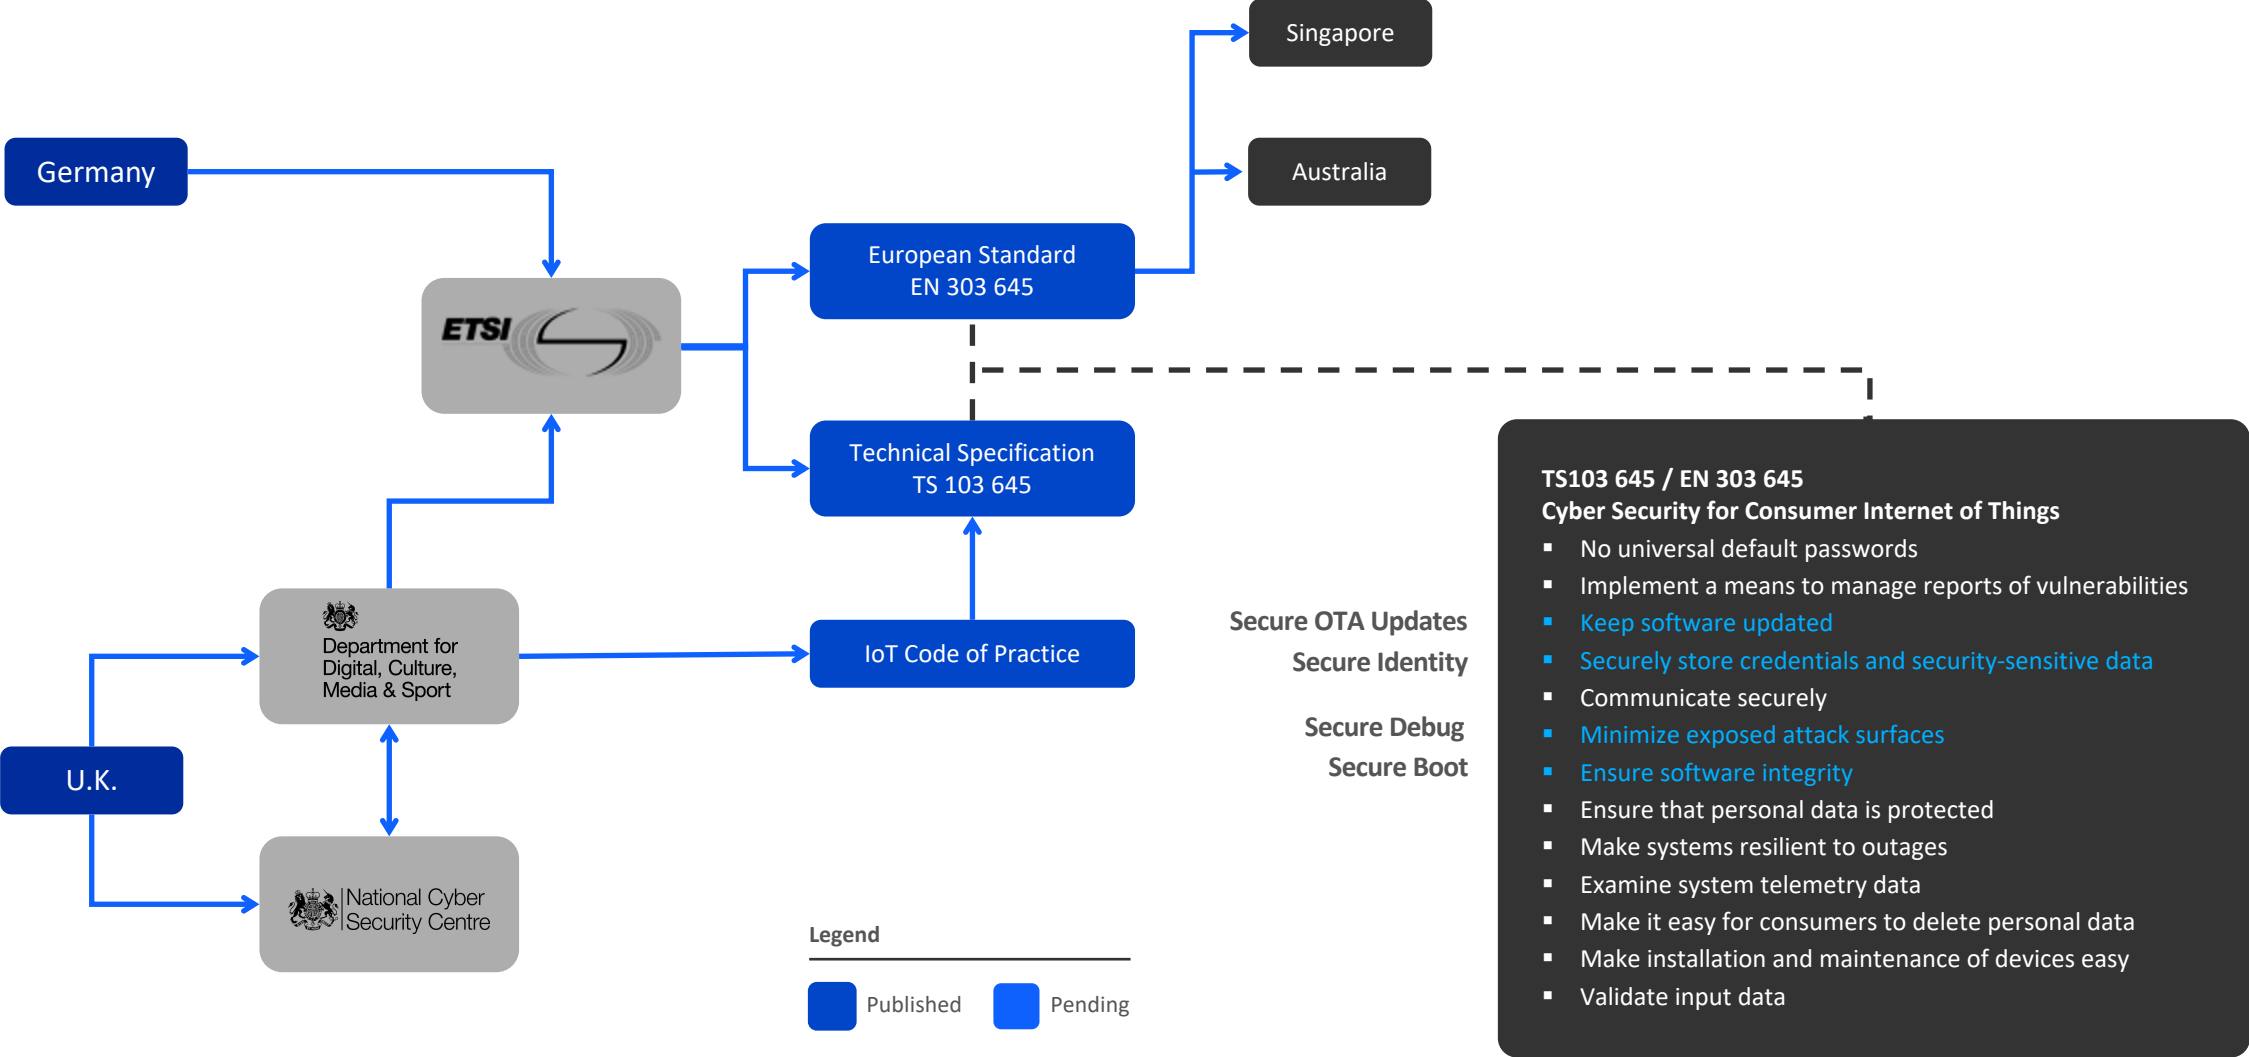 Singapore
Germany
Australia
European Standard
EN 303 645
ETSI
Technical Specification
TS 103 645
Department for
Digital, Culture,
Media & Sport
IoT Code of Practice
U.K.
National Cyber
Security Centre
Secure OTA Updates
Secure Identity
Secure Debug
Secure Boot
TS103 645 / EN 303 645
Cyber Security for Consumer Internet of Things
▪ No universal default passwords
▪ Implement a means to manage reports of vulnerabilities
▪ Keep software updated
▪ Securely store credentials and security-sensitive data
▪ Communicate securely
▪ Minimize exposed attack surfaces
▪ Ensure software integrity
▪ Ensure that personal data is protected
▪ Make systems resilient to outages
▪ Examine system telemetry data
▪ Make it easy for consumers to delete personal data
▪ Make installation and maintenance of devices easy
▪ Validate input data
Legend
Published
Pending